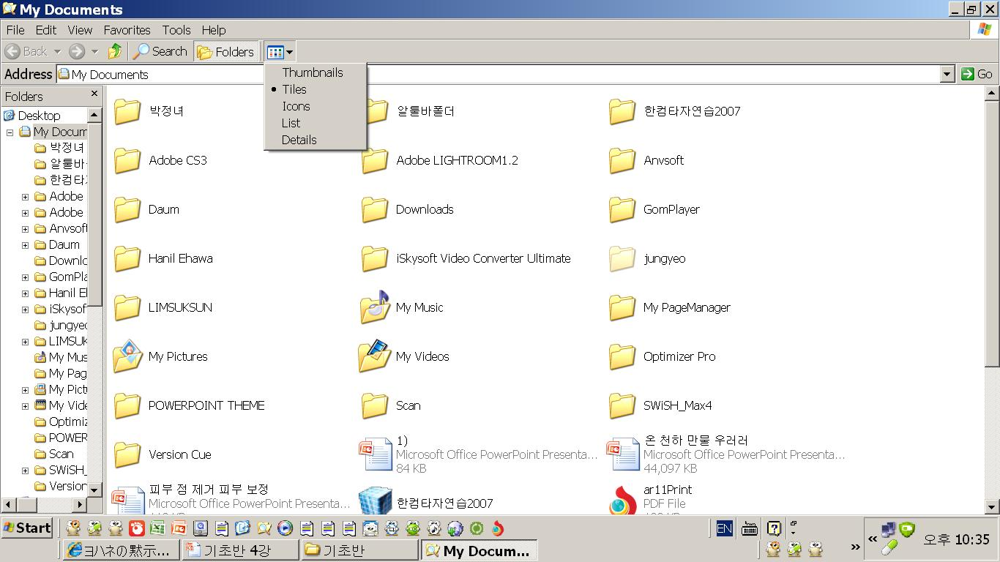 My Documents
File Edit View Favorites Tools Help
Back Search Folders
Address My Documents Go
Thumbnails
Tiles
Icons
List
Details
Folders
Desktop
My Docum
박정녀
알툴바
한컴타
Adobe
Adobe
Anvsoft
Daum
Downlo
GomPla
Hanil El
iSkysof
jungyeo
LIMSUK
My Mus
My Pag
My Pict
My Vide
Optimiz
POWER
Scan
SWiSH_
Version
박정녀 알툴바폴더 한컴타자연습2007
Adobe CS3 Adobe LIGHTROOM1.2 Anvsoft
Daum Downloads GomPlayer
Hanil Ehawa iSkysoft Video Converter Ultimate jungyeo
LIMSUKSUN My Music My PageManager
My Pictures My Videos Optimizer Pro
POWERPOINT THEME Scan SWiSH_Max4
Version Cue
1)
Microsoft Office PowerPoint Presenta...
84 KB
온 천하 만물 우러러
Microsoft Office PowerPoint Presenta...
44,097 KB
피부 점 제거 피부 보정
Microsoft Office PowerPoint Presenta...
한컴타자연습2007
ar11Print
PDF File
Start EN 오후 10:35
ヨハネの黙示... 기초반 4강 기초반 My Docum...